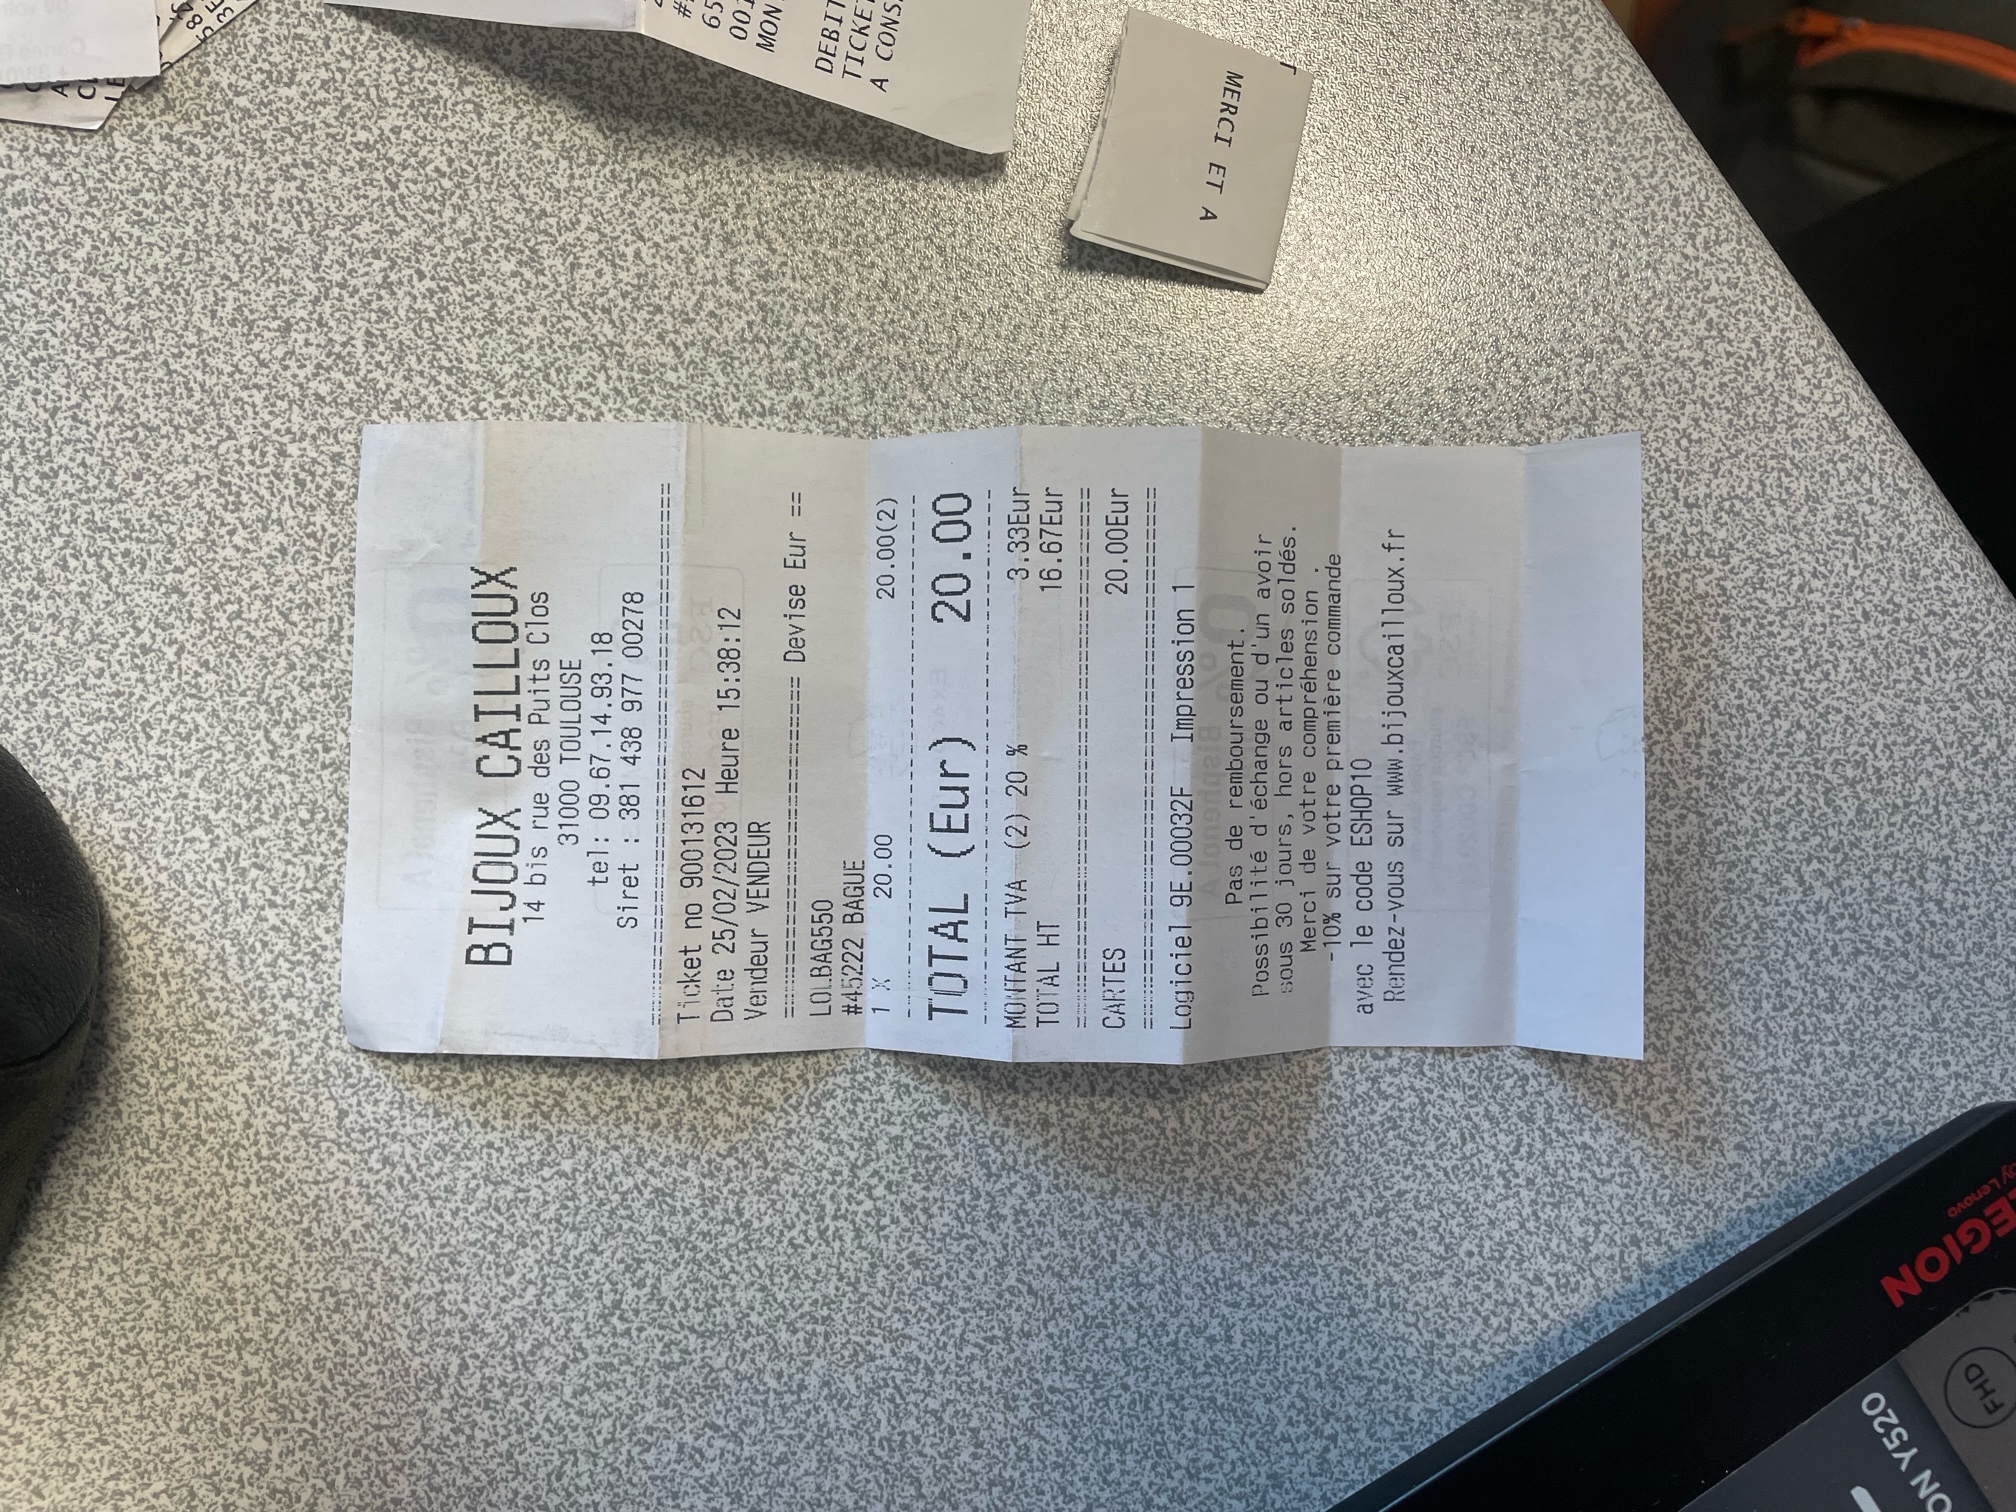 BIJOUX CAILLOUX
14 bis rue des Puits Clos
31000 TOULOUSE
tel: 09.67.14.93.18
Siret : 381 438 977 00278
Ticket no 900131612
Date 25/02/2023 Heure 15:38:12
Vendeur VENDEUR
Devise Eur
LOLBAG550
#45222 BAGUE
1 X 20.00 20.00(2)
TOTAL (Eur) 20.00
MONTANT TVA (2) 20 % 3.33Eur
TOTAL HT 16.67Eur
CARTES 20.00Eur
Logiciel 9E.00032F Impression 1
Pas de remboursement.
Possibilité d'échange ou d'un avoir
sous 30 jours, hors articles soldés.
Merci de votre compréhension .
-10% sur votre première commande
avec le code ESHOP10
Rendez-vous sur www.bijouxcailloux.fr
MON
DEBIT
TICKET
A CONS
MERCI ET A
ON Y520
FHD
LEGION
by Lenovo